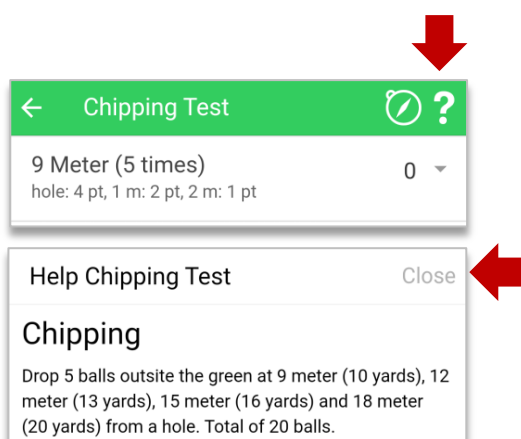 ← Chipping Test ?
9 Meter (5 times) 0
hole: 4 pt, 1 m: 2 pt, 2 m: 1 pt
Help Chipping Test Close
Chipping
Drop 5 balls outsite the green at 9 meter (10 yards), 12
meter (13 yards), 15 meter (16 yards) and 18 meter
(20 yards) from a hole. Total of 20 balls.